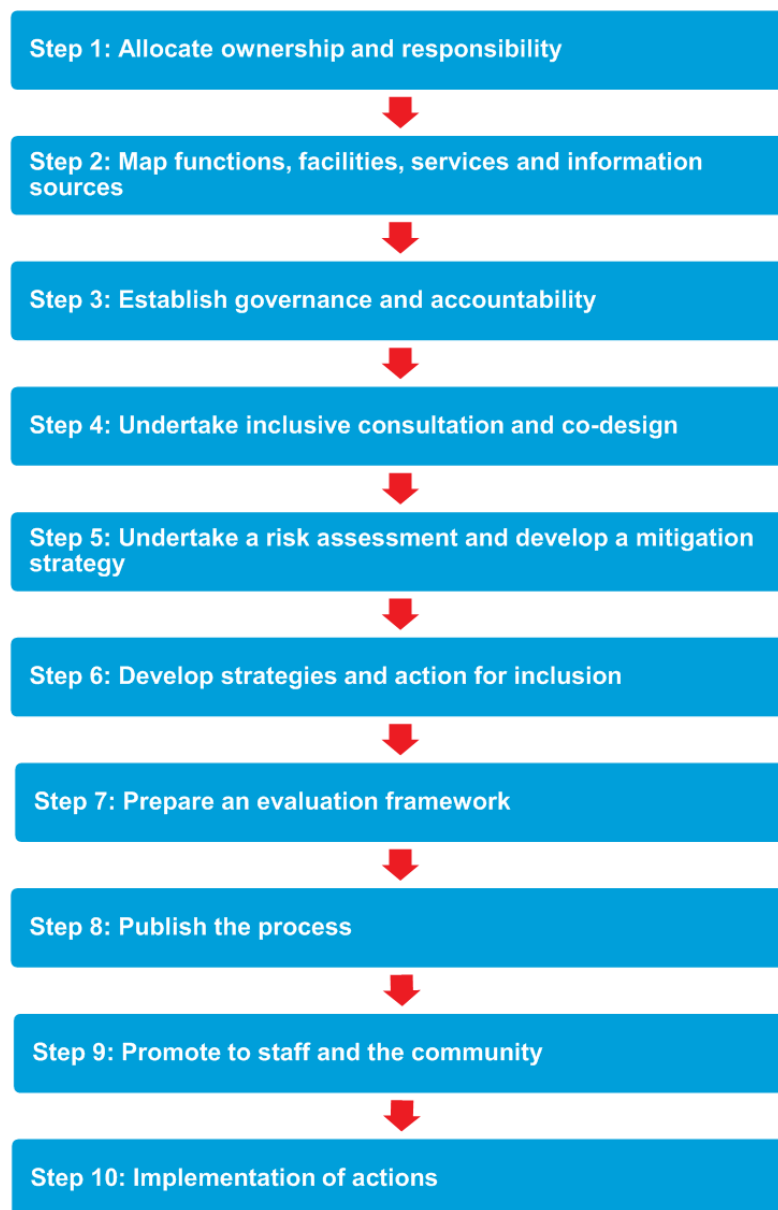 Step 1: Allocate ownership and responsibility
Step 2: Map functions, facilities, services and information
sources
Step 3: Establish governance and accountability
Step 4: Undertake inclusive consultation and co-design
Step 5: Undertake a risk assessment and develop a mitigation
strategy
Step 6: Develop strategies and action for inclusion
Step 7: Prepare an evaluation framework
Step 8: Publish the process
Step 9: Promote to staff and the community
Step 10: Implementation of actions